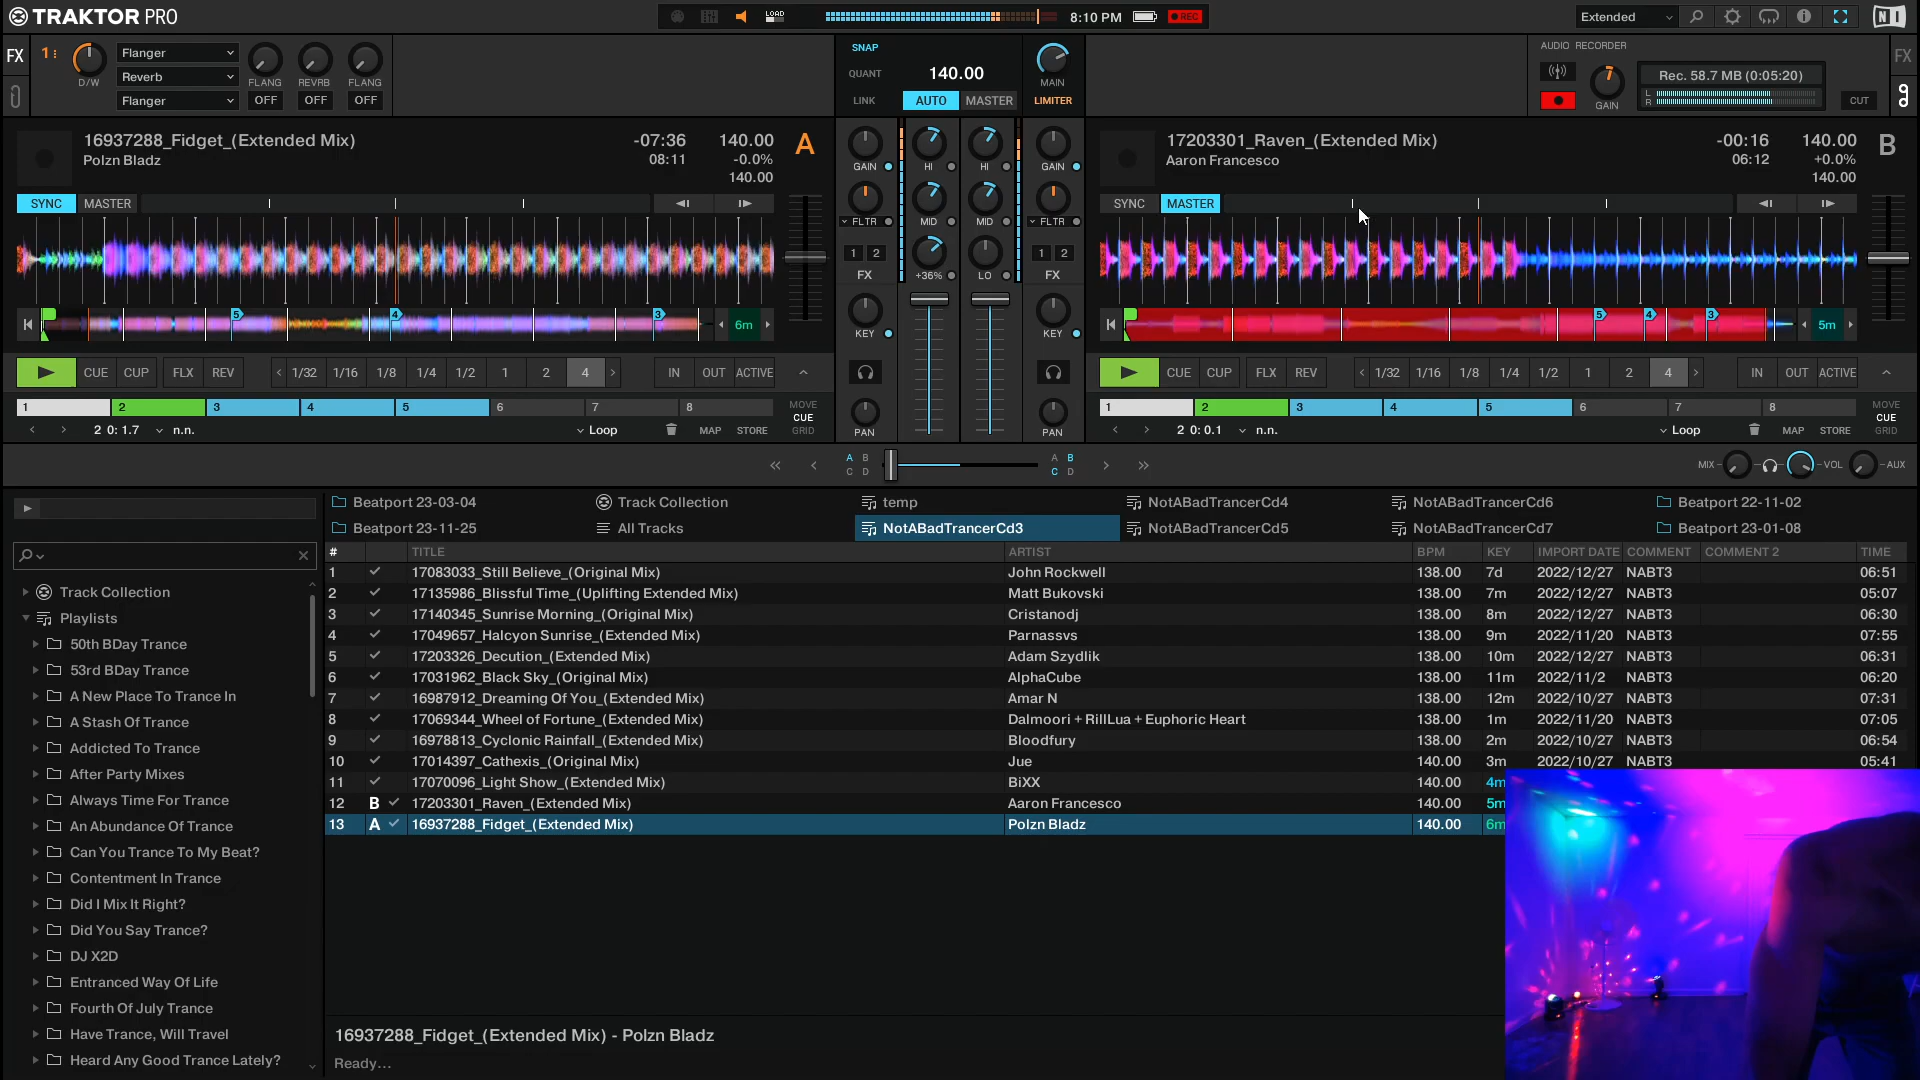 TRAKTOR PRO
LOAD
8:10 PM
REC
Extended
FX
1
D/W
Flanger
Reverb
Flanger
FLANG
REVRB
FLANG
OFF
OFF
OFF
SNAP
QUANT
LINK
140.00
AUTO
MASTER
MAIN
LIMITER
AUDIO RECORDER
GAIN
Rec. 58.7 MB (0:05:20)
L
R
CUT
FX
16937288_Fidget_(Extended Mix)
Polzn Bladz
-07:36
08:11
140.00
-0.0%
140.00
A
SYNC
MASTER
5
4
3
6m
CUE
CUP
FLX
REV
1/32
1/16
1/8
1/4
1/2
1
2
4
IN
OUT
ACTIVE
1
2
3
4
5
6
7
8
MOVE
CUE
GRID
2 0: 1.7
n.n.
Loop
MAP
STORE
GAIN
HI
HI
GAIN
FLTR
MID
MID
FLTR
1 2
FX
+36%
LO
1 2
FX
KEY
KEY
PAN
PAN
17203301_Raven_(Extended Mix)
Aaron Francesco
-00:16
06:12
140.00
+0.0%
140.00
B
SYNC
MASTER
5
4
3
5m
CUE
CUP
FLX
REV
1/32
1/16
1/8
1/4
1/2
1
2
4
IN
OUT
ACTIVE
1
2
3
4
5
6
7
8
MOVE
CUE
GRID
2 0: 0.1
n.n.
Loop
MAP
STORE
A B
C D
A B
C D
MIX
VOL
AUX
Beatport 23-03-04
Track Collection
temp
NotABadTrancerCd4
NotABadTrancerCd6
Beatport 22-11-02
Beatport 23-11-25
All Tracks
NotABadTrancerCd3
NotABadTrancerCd5
NotABadTrancerCd7
Beatport 23-01-08
Track Collection
Playlists
50th BDay Trance
53rd BDay Trance
A New Place To Trance In
A Stash Of Trance
Addicted To Trance
After Party Mixes
Always Time For Trance
An Abundance Of Trance
Can You Trance To My Beat?
Contentment In Trance
Did I Mix It Right?
Did You Say Trance?
DJ X2D
Entranced Way Of Life
Fourth Of July Trance
Have Trance, Will Travel
Heard Any Good Trance Lately?
# TITLE ARTIST BPM KEY IMPORT DATE COMMENT COMMENT 2 TIME
1 17083033_Still Believe_(Original Mix) John Rockwell 138.00 7d 2022/12/27 NABT3 06:51
2 17135986_Blissful Time_(Uplifting Extended Mix) Matt Bukovski 138.00 7m 2022/12/27 NABT3 05:07
3 17140345_Sunrise Morning_(Original Mix) Cristanodj 138.00 8m 2022/12/27 NABT3 06:30
4 17049657_Halcyon Sunrise_(Extended Mix) Parnassvs 138.00 9m 2022/11/20 NABT3 07:55
5 17203326_Decution_(Extended Mix) Adam Szydlik 138.00 10m 2022/12/27 NABT3 06:31
6 17031962_Black Sky_(Original Mix) AlphaCube 138.00 11m 2022/11/2 NABT3 06:20
7 16987912_Dreaming Of You_(Extended Mix) Amar N 138.00 12m 2022/10/27 NABT3 07:31
8 17069344_Wheel of Fortune_(Extended Mix) Dalmoori + RillLua + Euphoric Heart 138.00 1m 2022/11/20 NABT3 07:05
9 16978813_Cyclonic Rainfall_(Extended Mix) Bloodfury 138.00 2m 2022/10/27 NABT3 06:54
10 17014397_Cathexis_(Original Mix) Jue 140.00 3m 2022/10/27 NABT3 05:41
11 17070096_Light Show_(Extended Mix) BiXX 140.00 4m
12 B 17203301_Raven_(Extended Mix) Aaron Francesco 140.00 5m
13 A 16937288_Fidget_(Extended Mix) Polzn Bladz 140.00 6m
16937288_Fidget_(Extended Mix) - Polzn Bladz
Ready...